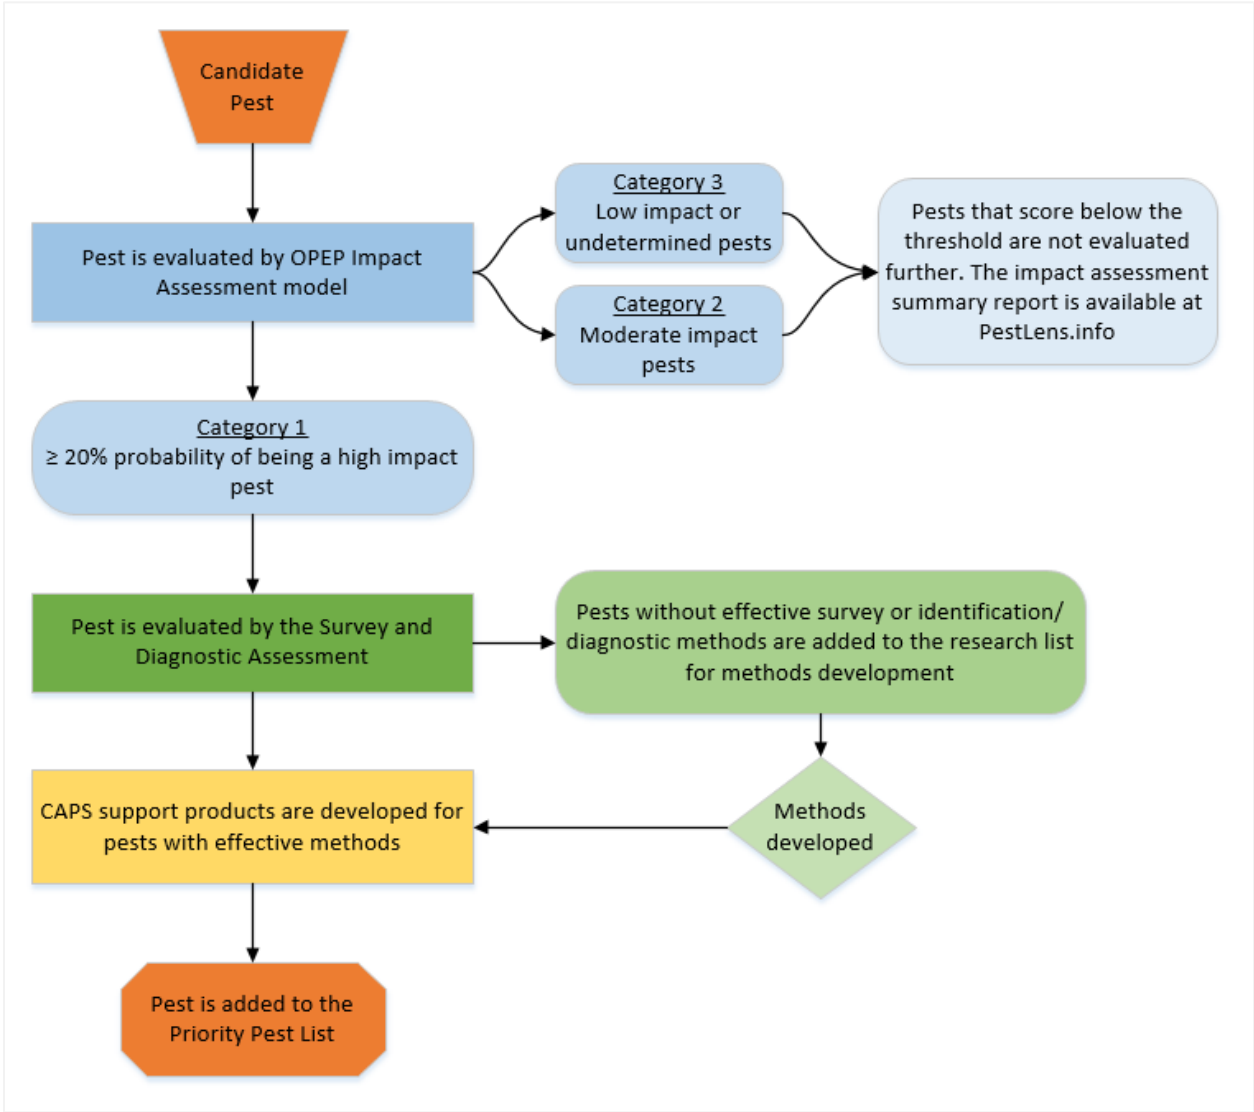 Candidate
Pest
Pest is evaluated by OPEP Impact
Assessment model
Category 3
Low impact or
undetermined pests
Category 2
Moderate impact
pests
Pests that score below the
threshold are not evaluated
further. The impact assessment
summary report is available at
PestLens.info
Category 1
≥ 20% probability of being a high impact
pest
Pest is evaluated by the Survey and
Diagnostic Assessment
Pests without effective survey or identification/
diagnostic methods are added to the research list
for methods development
CAPS support products are developed for
pests with effective methods
Methods
developed
Pest is added to the
Priority Pest List